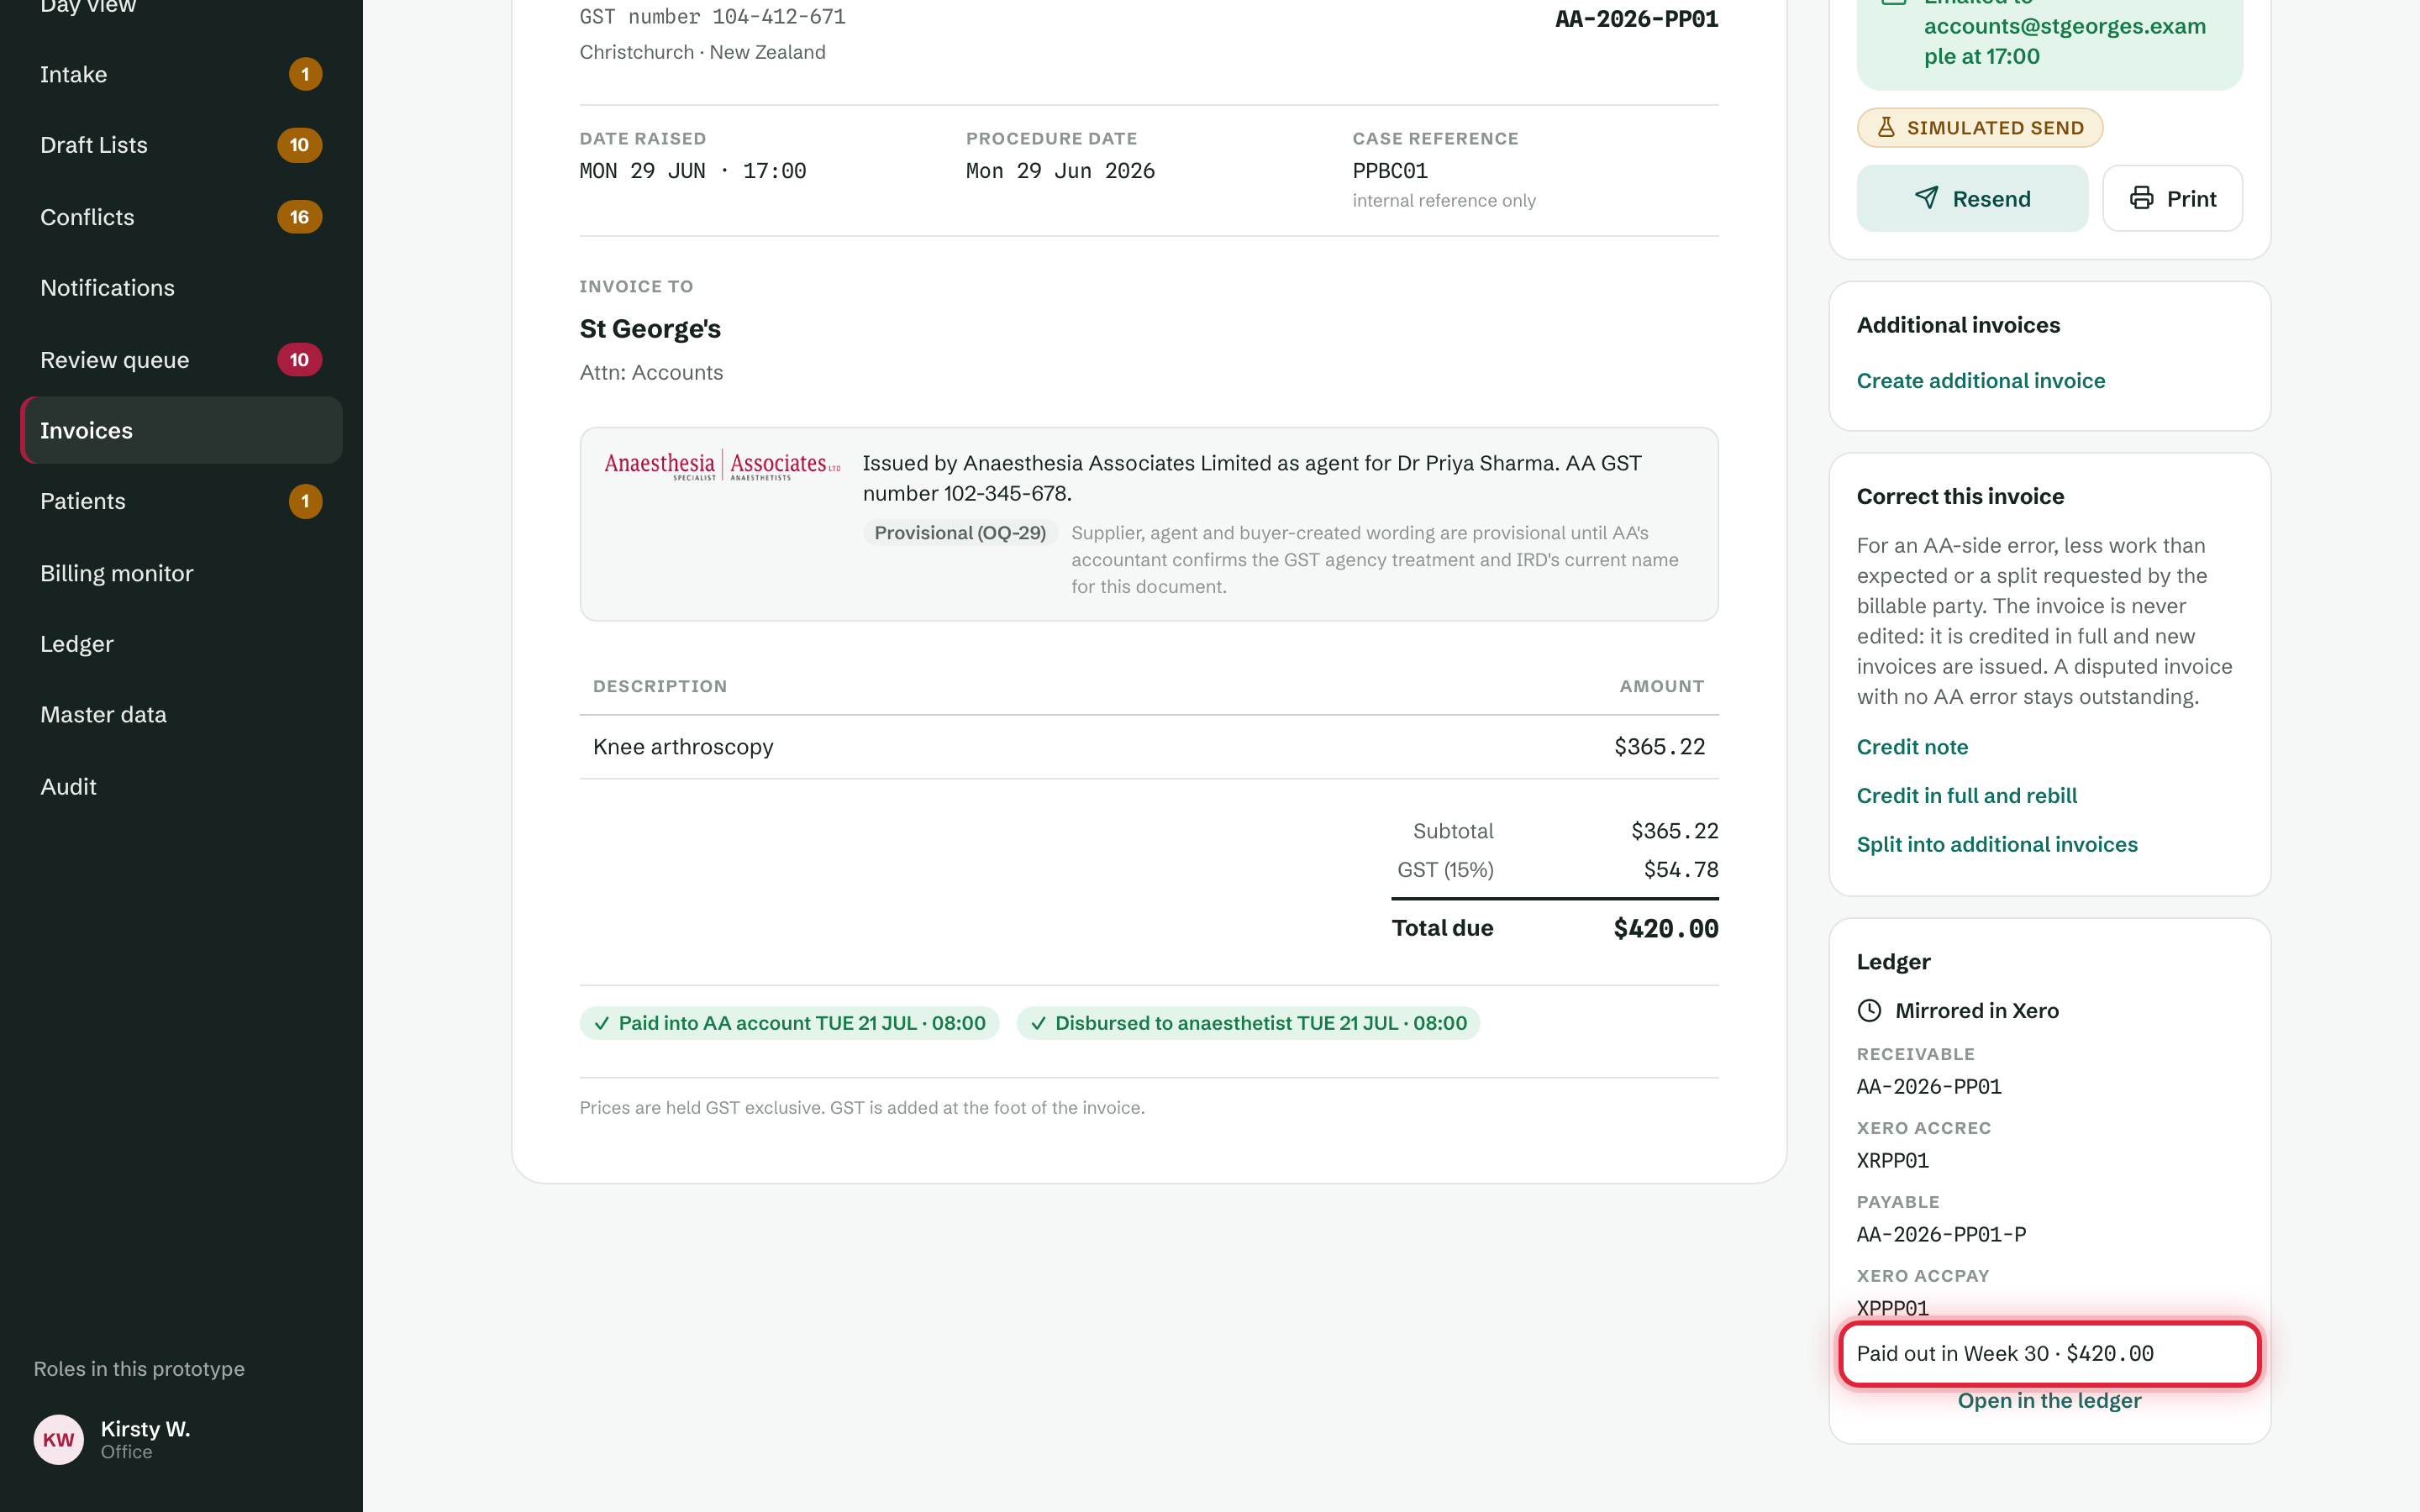 Day view
Intake 1
Draft Lists 10
Conflicts 16
Notifications
Review queue 10
Invoices
Patients 1
Billing monitor
Ledger
Master data
Audit
Roles in this prototype
KW
Kirsty W.
Office
GST number 104-412-671
AA-2026-PP01
Christchurch · New Zealand
DATE RAISED
MON 29 JUN · 17:00
PROCEDURE DATE
Mon 29 Jun 2026
CASE REFERENCE
PPBC01
internal reference only
INVOICE TO
St George's
Attn: Accounts
Anaesthesia Associates LTD
SPECIALIST ANAESTHETISTS
Issued by Anaesthesia Associates Limited as agent for Dr Priya Sharma. AA GST
number 102-345-678.
Provisional (OQ-29)
Supplier, agent and buyer-created wording are provisional until AA's
accountant confirms the GST agency treatment and IRD's current name
for this document.
DESCRIPTION AMOUNT
Knee arthroscopy $365.22
Subtotal $365.22
GST (15%) $54.78
Total due $420.00
Paid into AA account TUE 21 JUL · 08:00
Disbursed to anaesthetist TUE 21 JUL · 08:00
Prices are held GST exclusive. GST is added at the foot of the invoice.
Emailed to
accounts@stgeorges.exam
ple at 17:00
SIMULATED SEND
Resend
Print
Additional invoices
Create additional invoice
Correct this invoice
For an AA-side error, less work than
expected or a split requested by the
billable party. The invoice is never
edited: it is credited in full and new
invoices are issued. A disputed invoice
with no AA error stays outstanding.
Credit note
Credit in full and rebill
Split into additional invoices
Ledger
Mirrored in Xero
RECEIVABLE
AA-2026-PP01
XERO ACCREC
XRPP01
PAYABLE
AA-2026-PP01-P
XERO ACCPAY
XPPP01
Paid out in Week 30 · $420.00
Open in the ledger